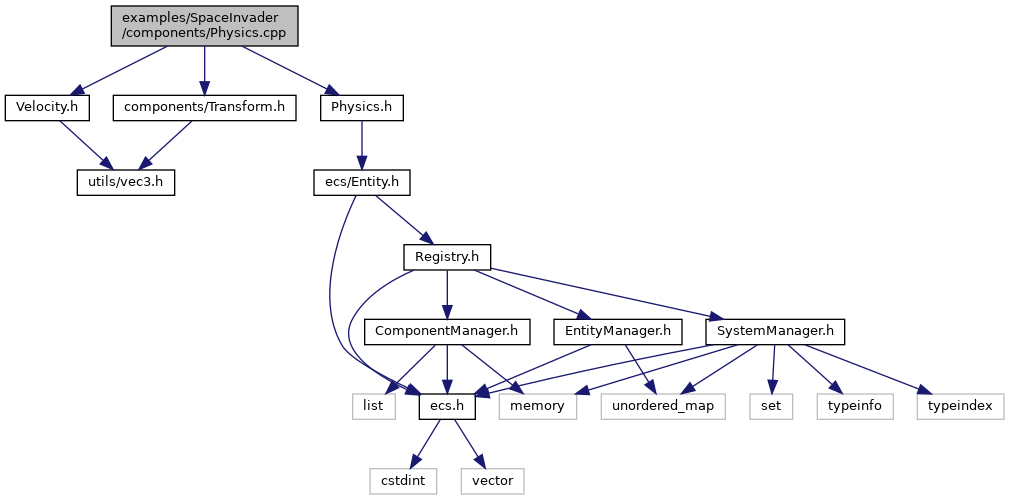 examples/SpaceInvader
/components/Physics.cpp
Velocity.h
components/Transform.h
Physics.h
utils/vec3.h
ecs/Entity.h
Registry.h
ComponentManager.h
EntityManager.h
SystemManager.h
list
ecs.h
memory
unordered_map
set
typeinfo
typeindex
cstdint
vector